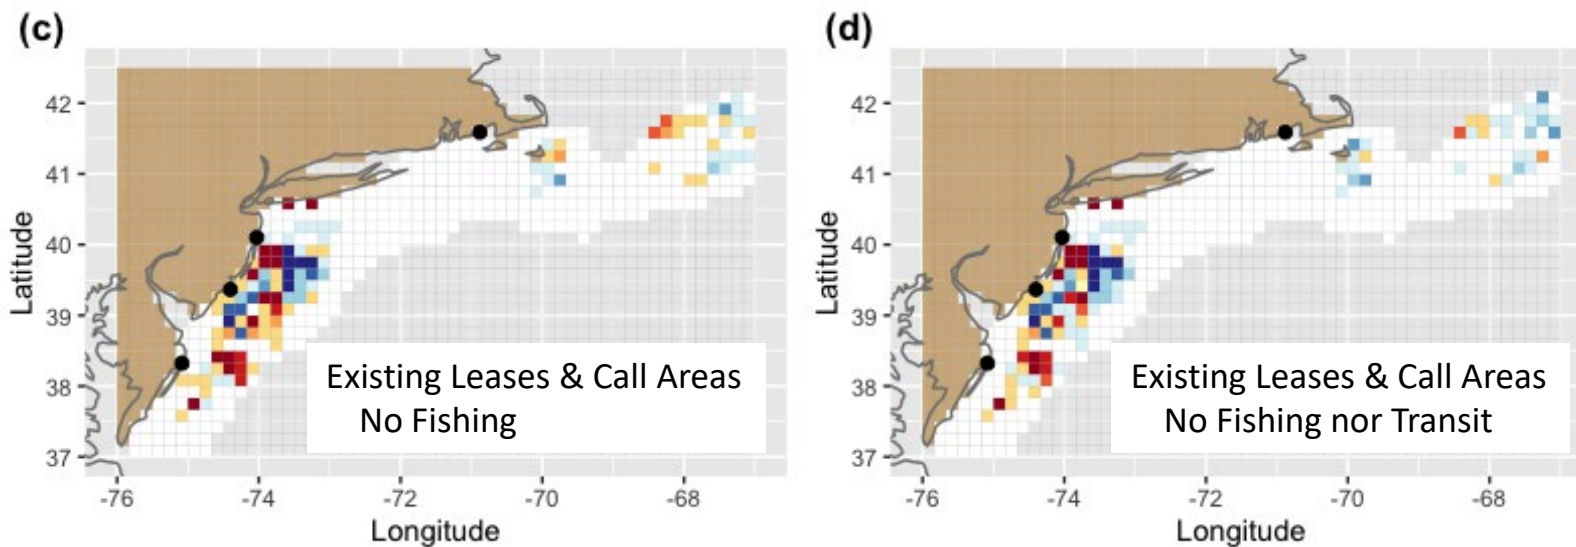 (c)
42
41
40
39
38
37
Latitude
-76
-74
-72
-70
-68
Longitude
Existing Leases & Call Areas
No Fishing
(d)
42
41
40
39
38
37
Latitude
-76
-74
-72
-70
-68
Longitude
Existing Leases & Call Areas
No Fishing nor Transit